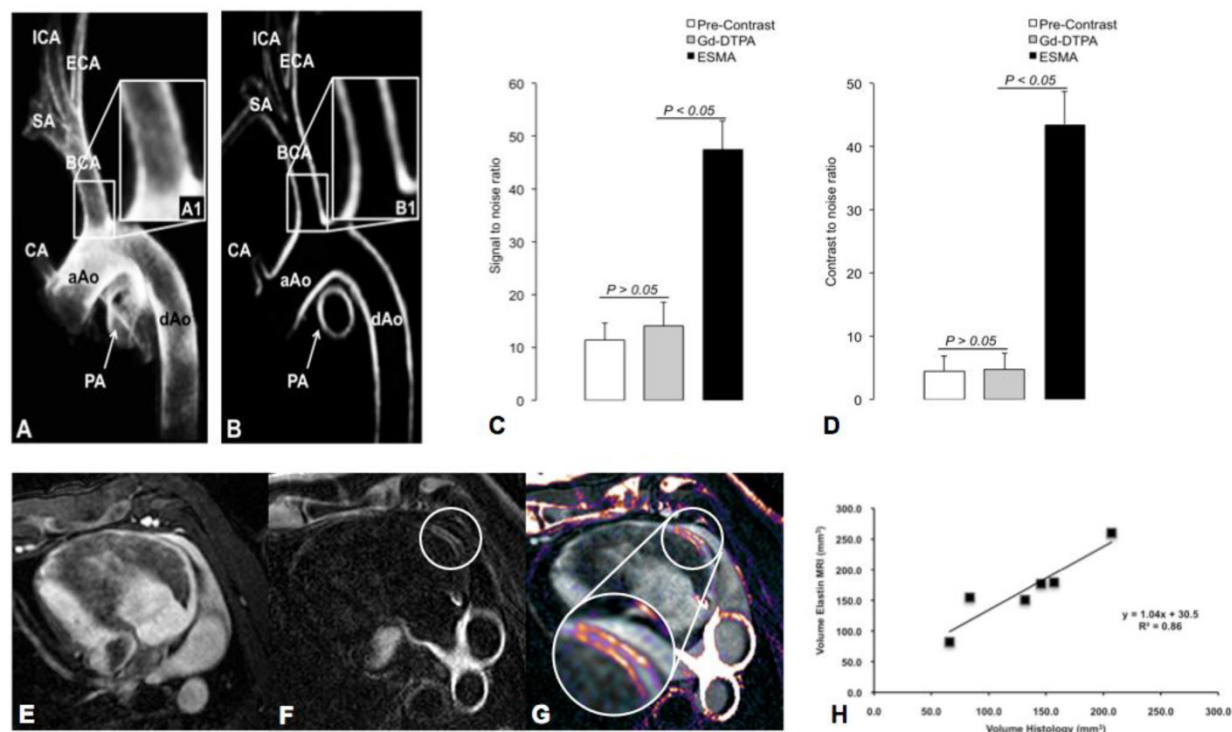 ICA
ECA
SA
BCA
A1
CA
aAo
dAo
PA
A
ICA
ECA
SA
BCA
B1
CA
aAo
dAo
PA
B
Pre-Contrast
Gd-DTPA
ESMA
60
50
40
30
20
10
0
Signal to noise ratio
P < 0.05
P > 0.05
C
Pre-Contrast
Gd-DTPA
ESMA
50
40
30
20
10
0
Contrast to noise ratio
P < 0.05
P > 0.05
D
E
F
G
300.0
250.0
200.0
150.0
100.0
50.0
0.0
Volume Elastin MRI (mm³)
y = 1.04x + 30.5
R² = 0.86
0.0 50.0 100.0 150.0 200.0 250.0 300.0
Volume Histology (mm³)
H